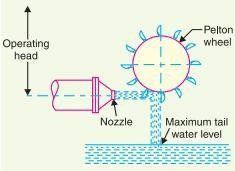 Operating
head
Pelton
wheel
Nozzle
Maximum tail
water level